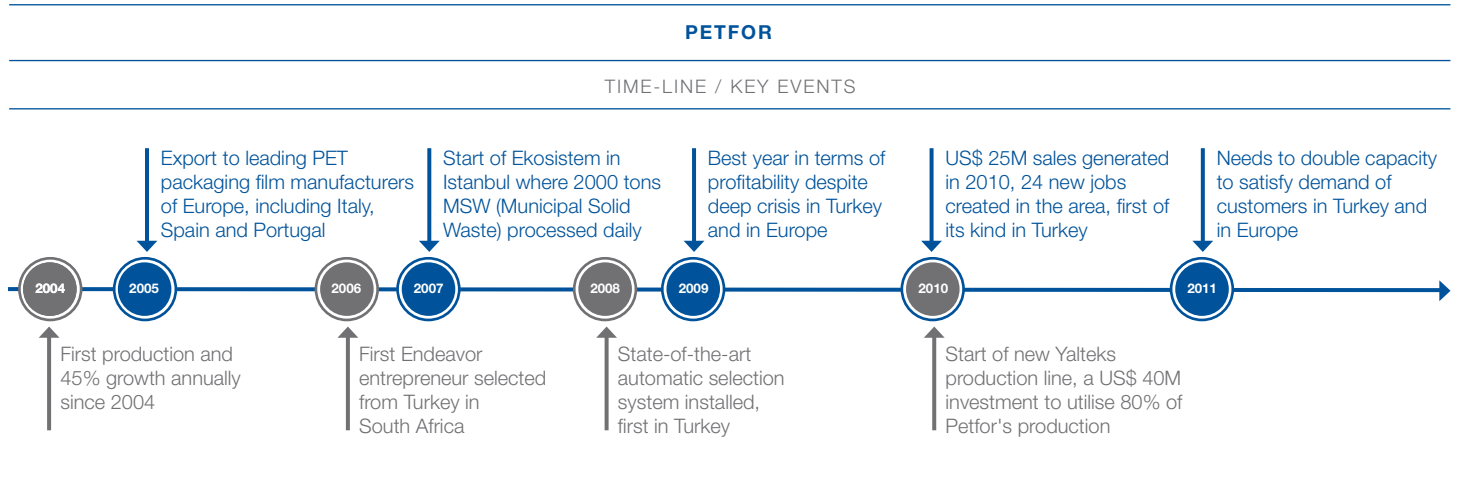 PETFOR
TIME-LINE / KEY EVENTS
Export to leading PET
packaging film manufacturers
of Europe, including Italy,
Spain and Portugal
Start of Ekosistem in
Istanbul where 2000 tons
MSW (Municipal Solid
Waste) processed daily
Best year in terms of
profitability despite
deep crisis in Turkey
and in Europe
US$ 25M sales generated
in 2010, 24 new jobs
created in the area, first of
its kind in Turkey
Needs to double capacity
to satisfy demand of
customers in Turkey and
in Europe
2004
2005
2006
2007
2008
2009
2010
2011
First production and
45% growth annually
since 2004
First Endeavor
entrepreneur selected
from Turkey in
South Africa
State-of-the-art
automatic selection
system installed,
first in Turkey
Start of new Yalteks
production line, a US$ 40M
investment to utilise 80% of
Petfor's production